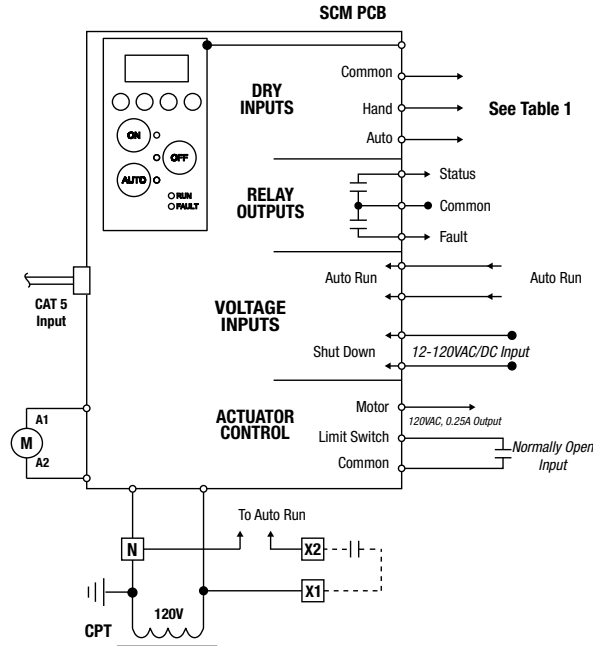 SCM PCB
Common
DRY
INPUTS
Hand
See Table 1
Auto
ON
OFF
AUTO
RUN
FAULT
Status
RELAY
OUTPUTS
Common
Fault
Auto Run
Auto Run
CAT 5
Input
VOLTAGE
INPUTS
Shut Down
12-120VAC/DC Input
Motor
120VAC, 0.25A Output
ACTUATOR
CONTROL
Limit Switch
Normally Open
Input
Common
A1
M
A2
To Auto Run
N
X2
X1
120V
CPT